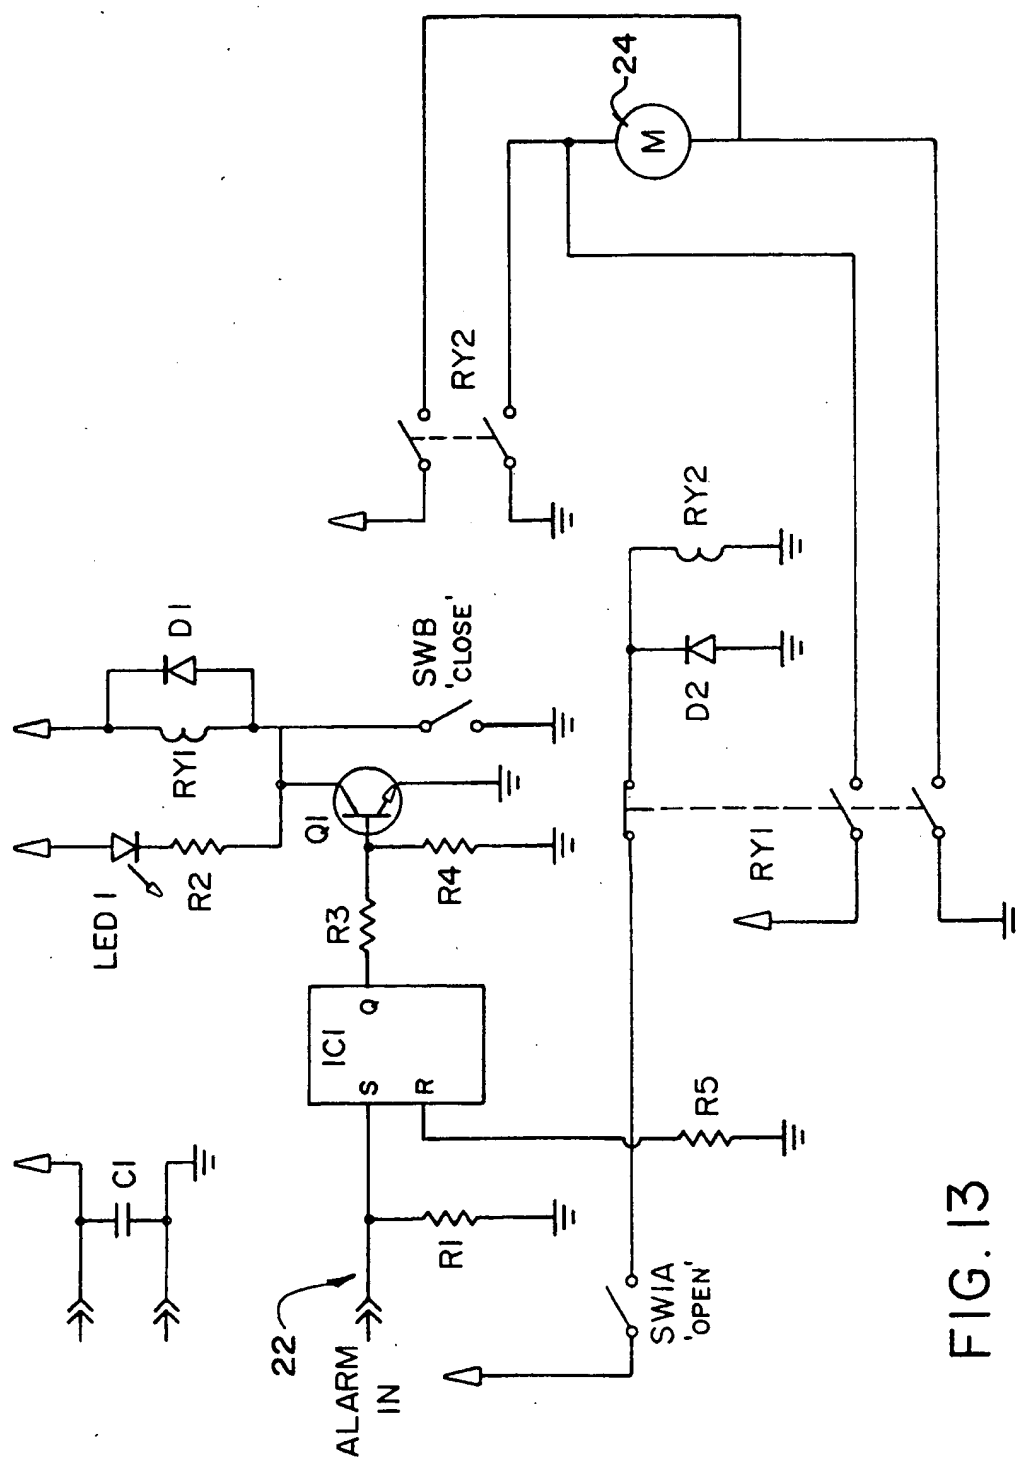 C1
22
ALARM
IN
R1
SW1A
'OPEN'
R5
IC1
S
R
Q
R3
R4
LED 1
R2
Q1
RY1
D1
SWB
'CLOSE'
RY1
D2
RY2
RY2
24
M
FIG. 13